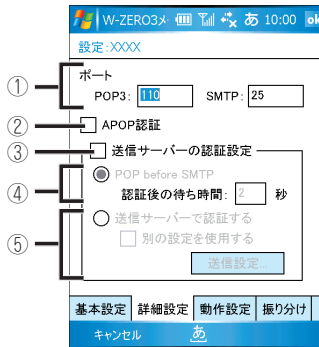 W-ZERO3メ あ 10:00 ok
設定:XXXX
① ポート
POP3: 110 SMTP: 25
② APOP認証
③ 送信サーバーの認証設定
④ POP before SMTP
認証後の待ち時間: 2 秒
⑤ 送信サーバーで認証する
別の設定を使用する
送信設定...
基本設定 詳細設定 動作設定 振り分け
キャンセル あ